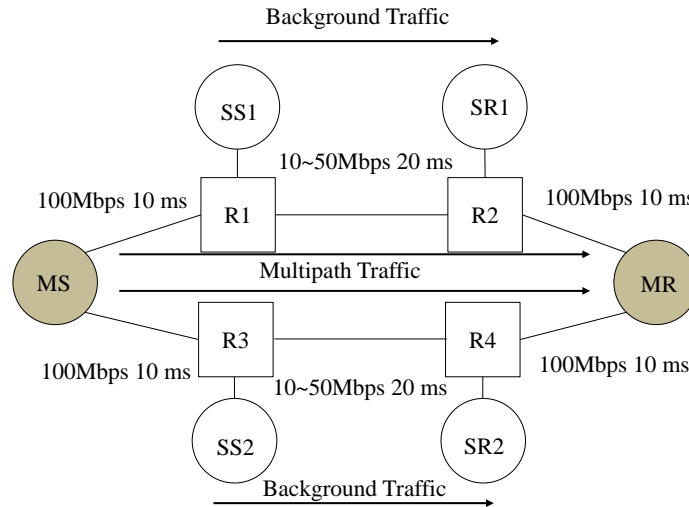 Background Traffic
SS1
SR1
10~50Mbps 20 ms
100Mbps 10 ms
100Mbps 10 ms
R1
R2
MS
Multipath Traffic
MR
R3
R4
100Mbps 10 ms
10~50Mbps 20 ms
100Mbps 10 ms
SS2
SR2
Background Traffic